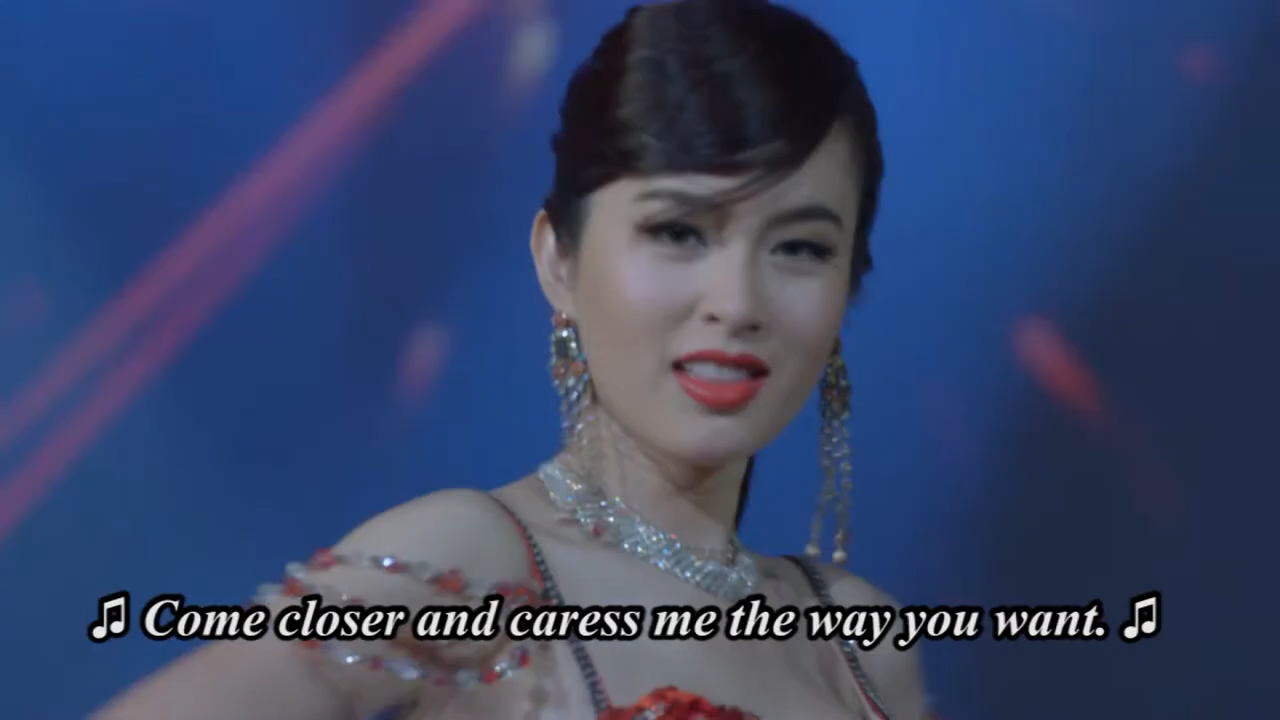 ♫ Come closer and caress me the way you want. ♫